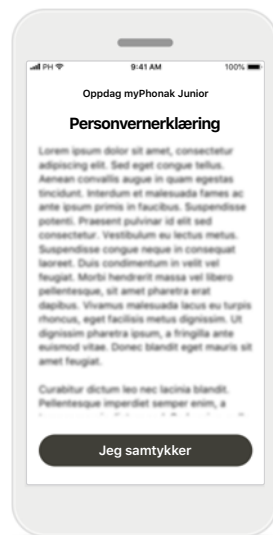 PH 9:41 AM 100%
Oppdag myPhonak Junior
Personvernerklæring
Lorem ipsum dolor sit amet, consectetur
adipiscing elit. Sed eget congue tellus.
Aenean convallis augue in quam egestas
tincidunt. Interdum et malesuada fames ac
ante ipsum primis in faucibus. Suspendisse
potenti. Praesent pulvinar id elit sed
consectetur. Vestibulum eu lectus metus.
Suspendisse congue neque in consequat
laoreet. Duis condimentum in velit vel
feugiat. Morbi hendrerit massa vel libero
pellentesque, sit amet pharetra erat
dapibus. Vivamus malesuada lacus eu turpis
rhoncus, eget facilisis metus dignissim. Ut
dignissim pharetra ipsum, a fringilla ante
euismod vitae. Donec blandit eget mauris sit
amet feugiat.
Curabitur dictum leo nec lacinia blandit.
Pellentesque imperdiet semper enim, a
Jeg samtykker